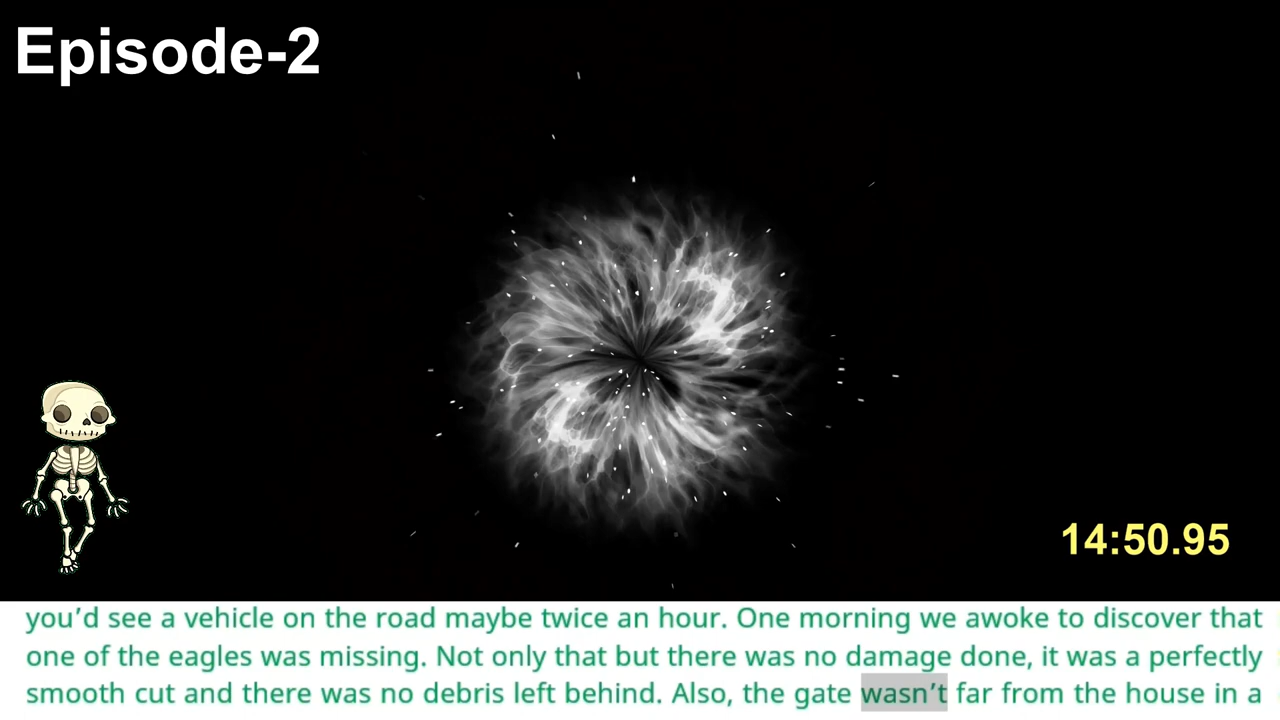 Episode-2
14:50.95
you’d see a vehicle on the road maybe twice an hour. One morning we awoke to discover that
one of the eagles was missing. Not only that but there was no damage done, it was a perfectly
smooth cut and there was no debris left behind. Also, the gate wasn’t far from the house in a